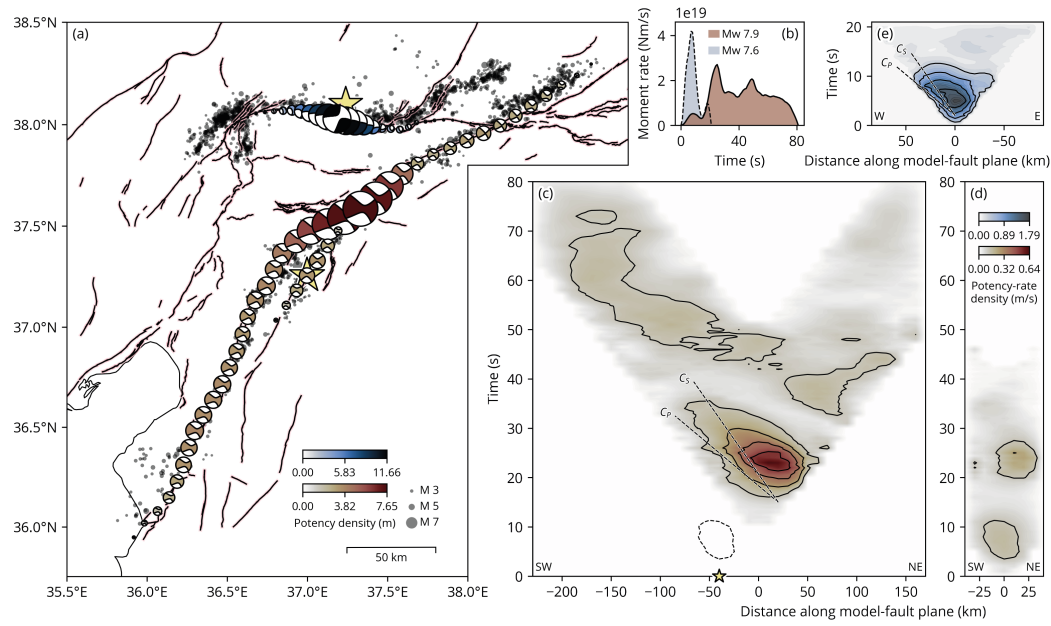 38.5°N
38.0°N
37.5°N
37.0°N
36.5°N
36.0°N
35.5°E
36.0°E
36.5°E
37.0°E
37.5°E
38.0°E
(a)
0.00 5.83 11.66
0.00 3.82 7.65
Potency density (m)
M 3
M 5
M 7
50 km
1e19
Moment rate (Nm/s)
4
2
0
0 20 40 60 80
Time (s)
Mw 7.9
Mw 7.6
(b)
Time (s)
20
10
0
(e)
CS
CP
W
E
50 0 −50
Distance along model-fault plane (km)
(c)
Time (s)
80
70
60
50
40
30
20
10
0
CS
CP
SW
NE
−200 −150 −100 −50 0 50 100 150
Distance along model-fault plane (km)
(d)
80
70
60
50
40
30
20
10
0
0.00 0.89 1.79
0.00 0.32 0.64
Potency-rate
density (m/s)
SW
NE
−25 0 25